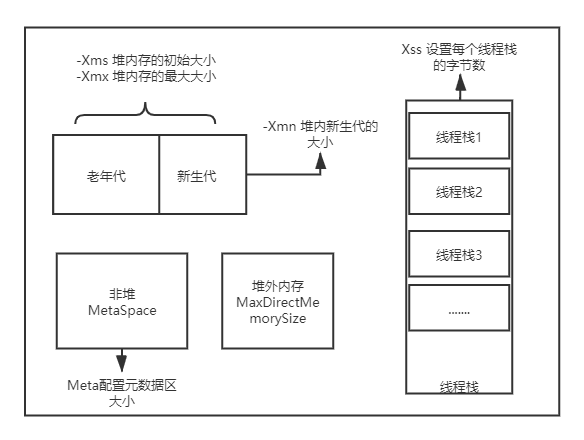 -Xms 堆内存的初始大小
-Xmx 堆内存的最大大小
Xss 设置每个线程栈
的字节数
-Xmn 堆内新生代的
大小
老年代
新生代
线程栈1
线程栈2
线程栈3
.......
线程栈
非堆
MetaSpace
堆外内存
MaxDirectMe
morySize
Meta配置元数据区
大小